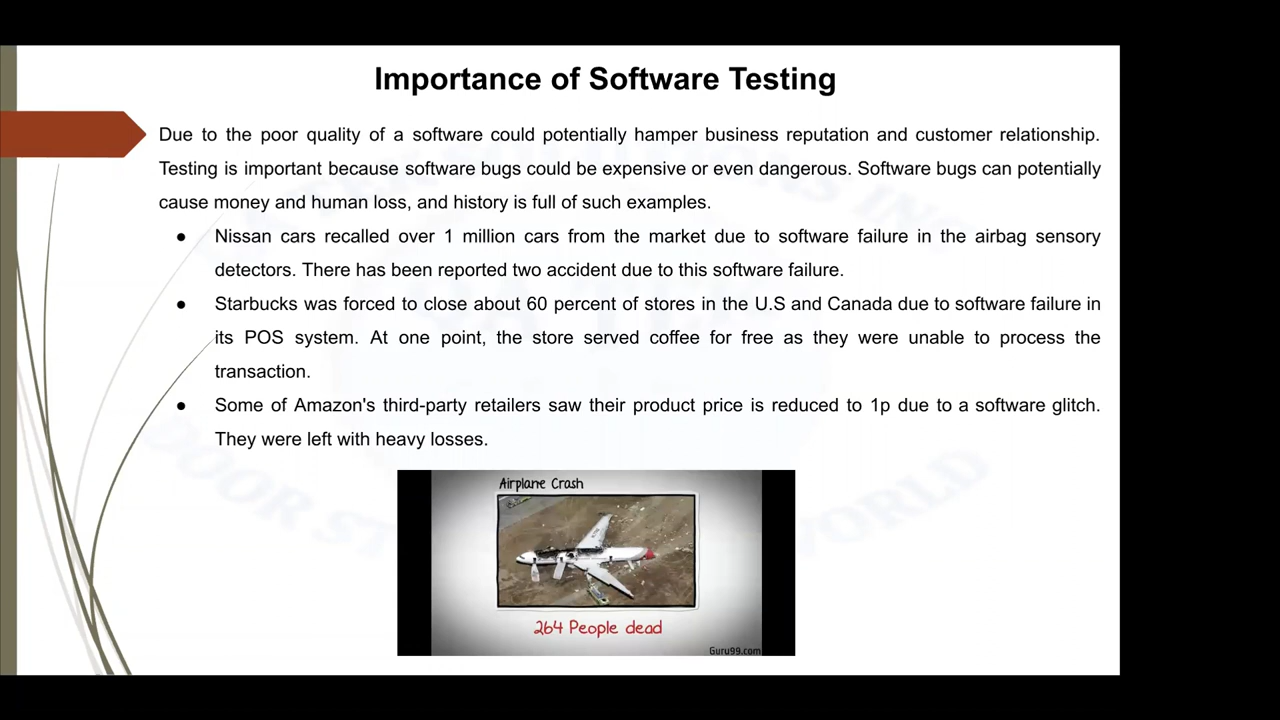 Importance of Software Testing
Due to the poor quality of a software could potentially hamper business reputation and customer relationship.
Testing is important because software bugs could be expensive or even dangerous. Software bugs can potentially
cause money and human loss, and history is full of such examples.
● Nissan cars recalled over 1 million cars from the market due to software failure in the airbag sensory
detectors. There has been reported two accident due to this software failure.
● Starbucks was forced to close about 60 percent of stores in the U.S and Canada due to software failure in
its POS system. At one point, the store served coffee for free as they were unable to process the
transaction.
● Some of Amazon's third-party retailers saw their product price is reduced to 1p due to a software glitch.
They were left with heavy losses.
Airplane Crash
264 People dead
Guru99.com